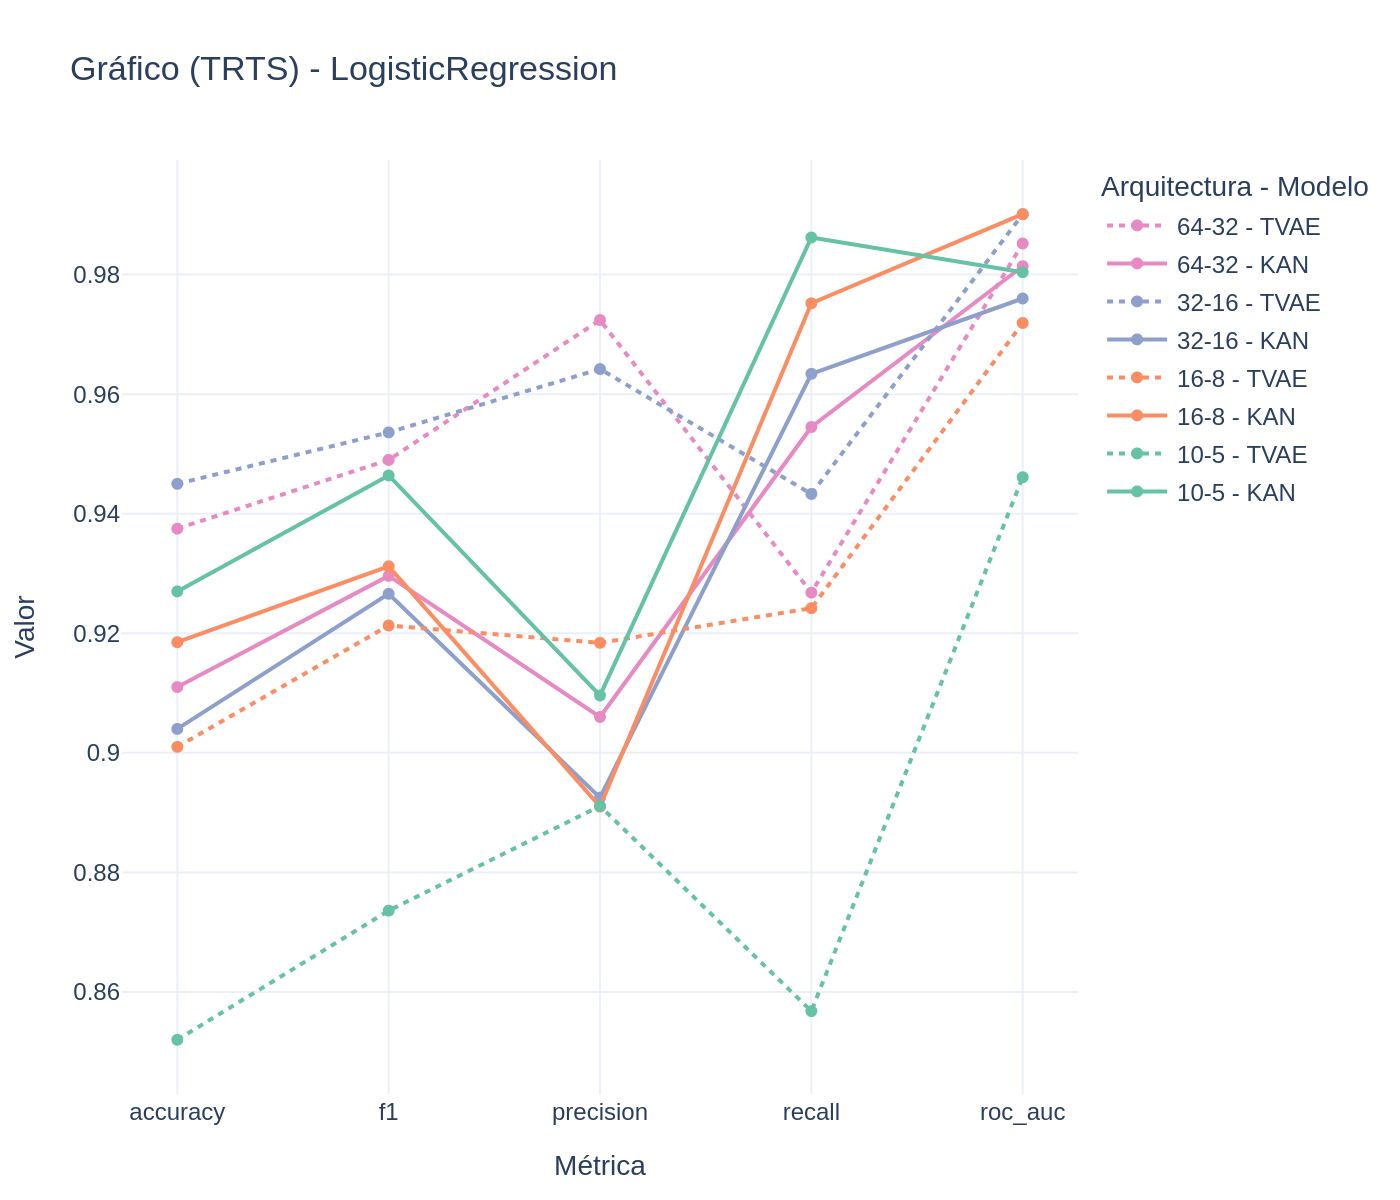 Gráfico (TRTS) - LogisticRegression
Arquitectura - Modelo
64-32 - TVAE
64-32 - KAN
32-16 - TVAE
32-16 - KAN
16-8 - TVAE
16-8 - KAN
10-5 - TVAE
10-5 - KAN
Valor
0.98
0.96
0.94
0.92
0.9
0.88
0.86
accuracy
f1
precision
recall
roc_auc
Métrica